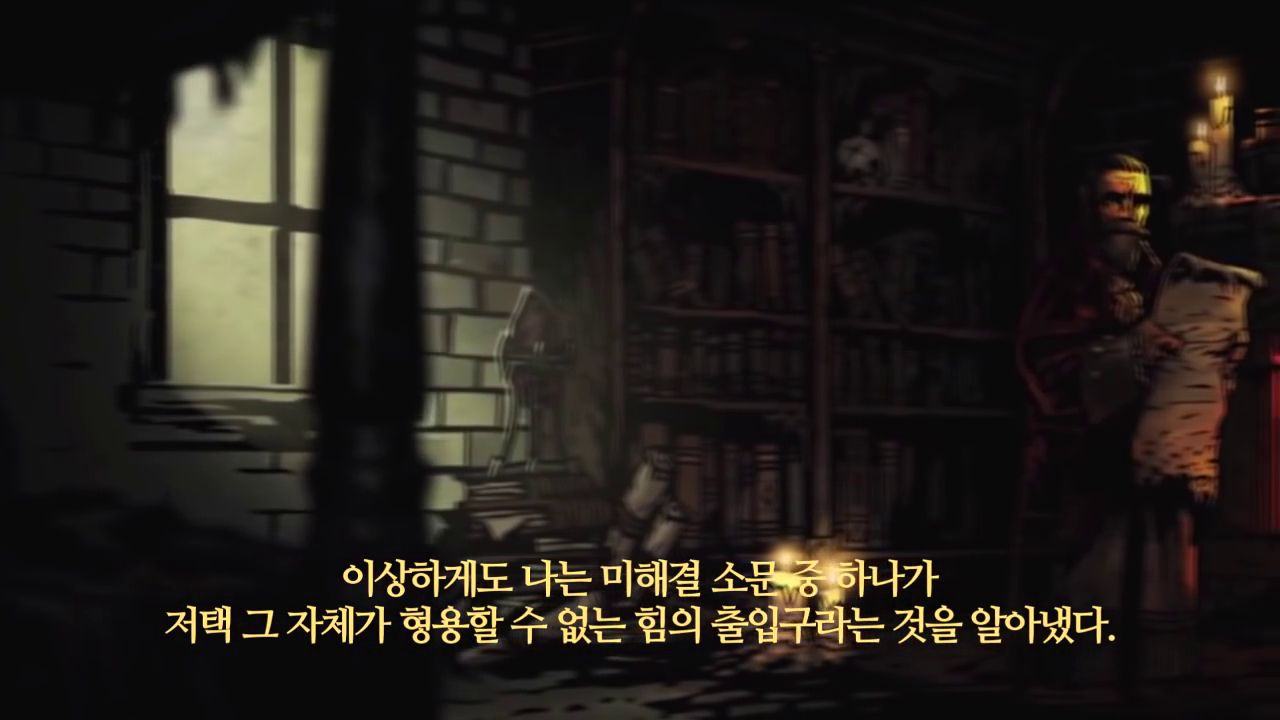 이상하게도 나는 미해결 소문 중 하나가
저택 그 자체가 형용할 수 없는 힘의 출입구라는 것을 알아냈다.